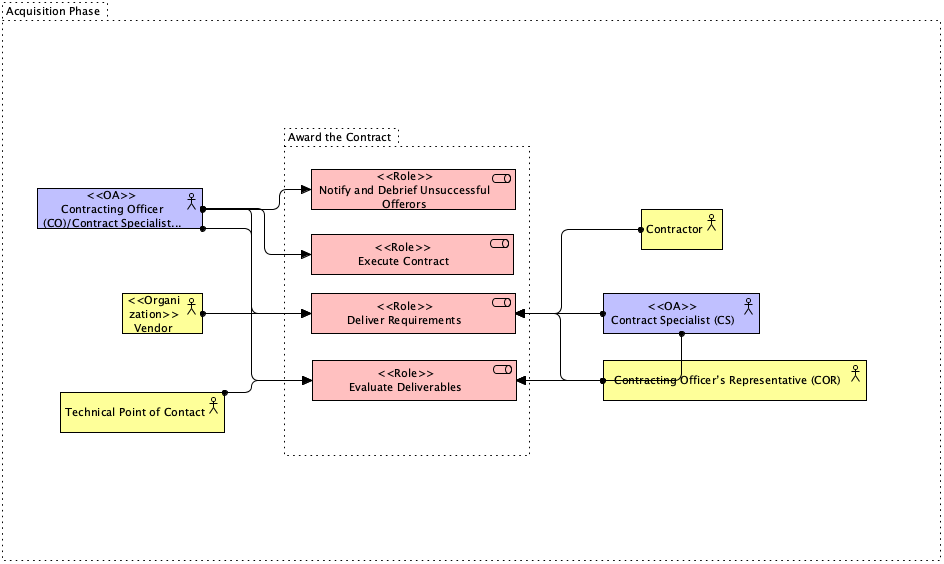 Acquisition Phase
Award the Contract
<<Role>>
Notify and Debrief Unsuccessful
Offerors
<<OA>>
Contracting Officer
(CO)/Contract Specialist...
Contractor
<<Role>>
Execute Contract
<<Organi
zation>>
Vendor
<<Role>>
Deliver Requirements
<<OA>>
Contract Specialist (CS)
<<Role>>
Evaluate Deliverables
Contracting Officer's Representative (COR)
Technical Point of Contact